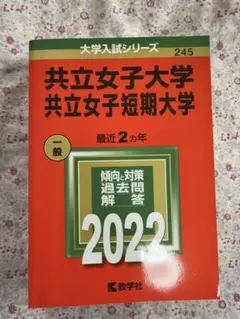 大学入試シリーズ
245
共立女子大学
共立女子短期大学
一般
最近2カ年
傾向と対策
過去問
解答
2022
教学社